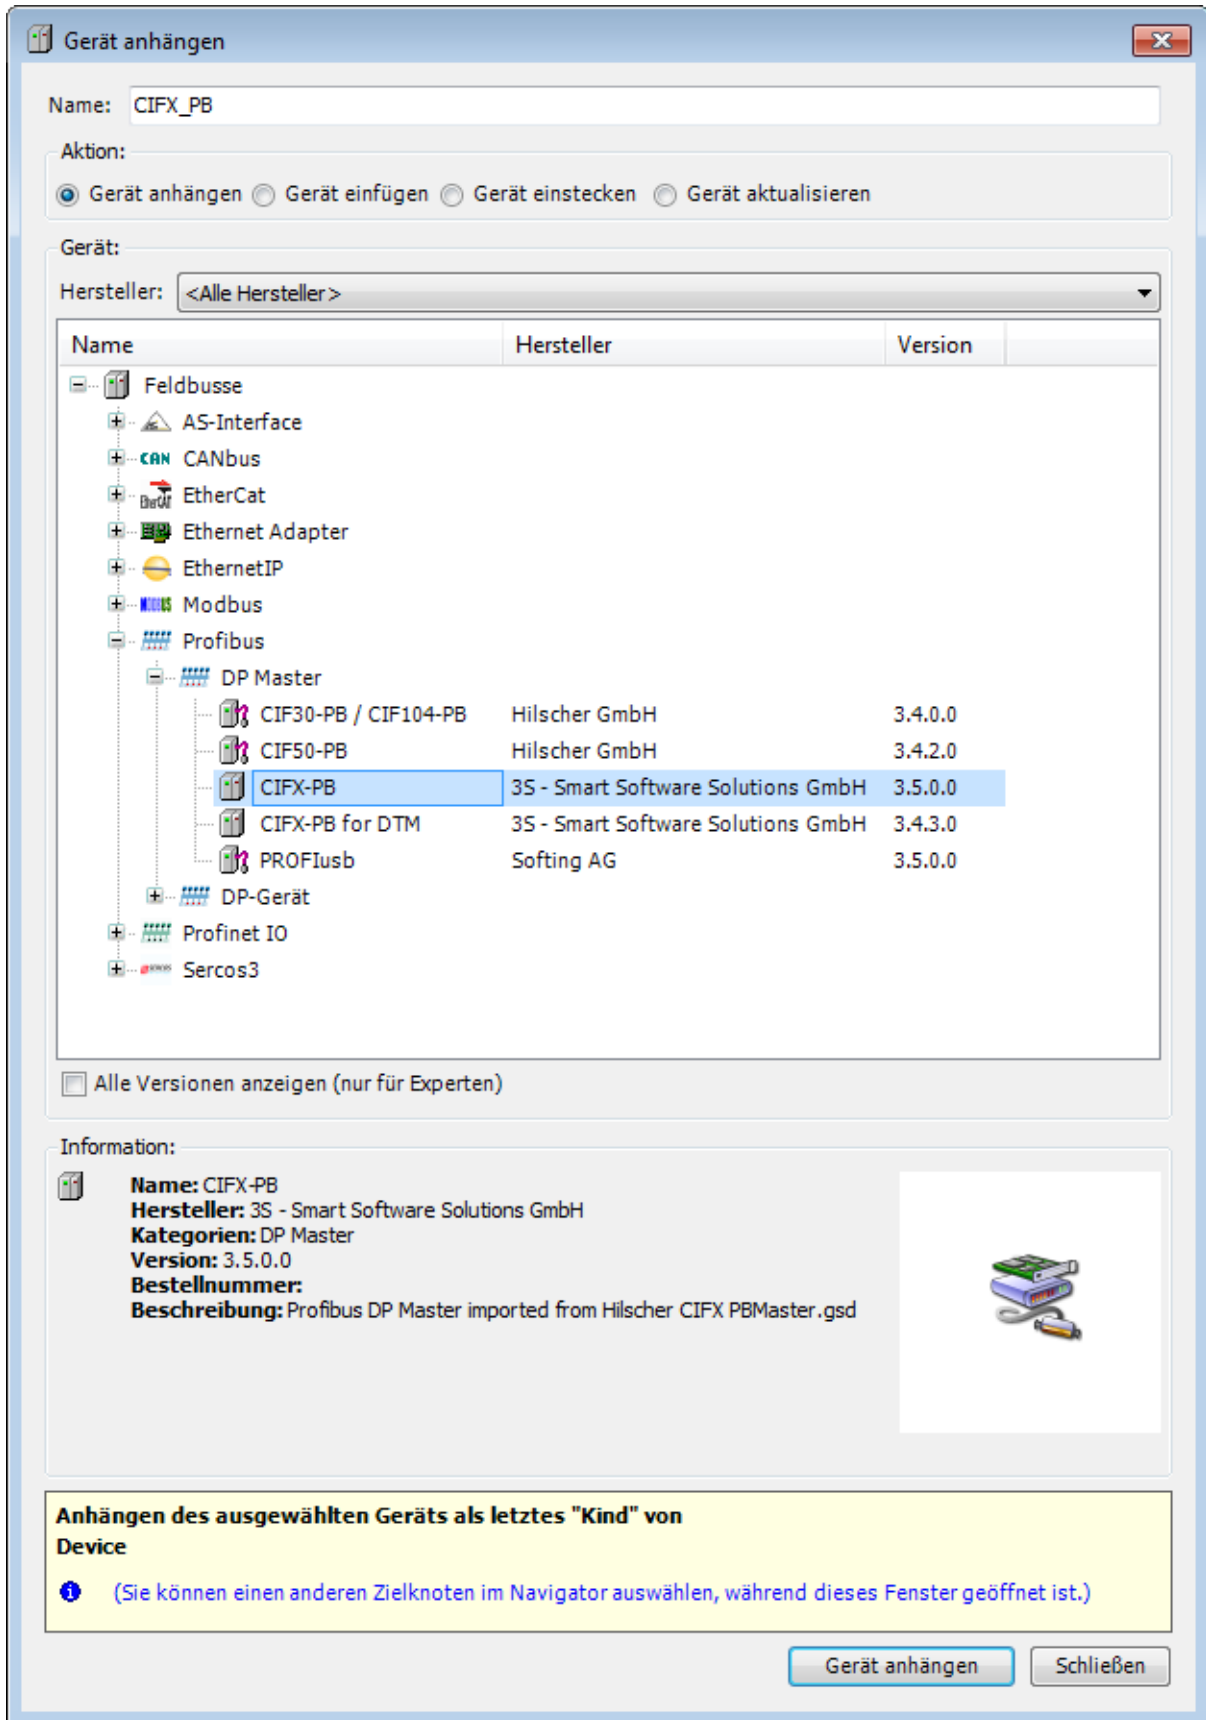 Gerät anhängen
Name: CIFX_PB
Aktion:
Gerät anhängen Gerät einfügen Gerät einstecken Gerät aktualisieren
Gerät:
Hersteller: <Alle Hersteller>
Name Hersteller Version
Feldbusse
AS-Interface
CAN CANbus
EtherCAT EtherCat
Ethernet Adapter
EthernetIP
MODBUS Modbus
Profibus
DP Master
CIF30-PB / CIF104-PB Hilscher GmbH 3.4.0.0
CIF50-PB Hilscher GmbH 3.4.2.0
CIFX-PB 3S - Smart Software Solutions GmbH 3.5.0.0
CIFX-PB for DTM 3S - Smart Software Solutions GmbH 3.4.3.0
PROFIusb Softing AG 3.5.0.0
DP-Gerät
Profinet IO
Sercos3
Alle Versionen anzeigen (nur für Experten)
Information:
Name: CIFX-PB
Hersteller: 3S - Smart Software Solutions GmbH
Kategorien: DP Master
Version: 3.5.0.0
Bestellnummer:
Beschreibung: Profibus DP Master imported from Hilscher CIFX PBMaster.gsd
Anhängen des ausgewählten Geräts als letztes "Kind" von
Device
(Sie können einen anderen Zielknoten im Navigator auswählen, während dieses Fenster geöffnet ist.)
Gerät anhängen Schließen